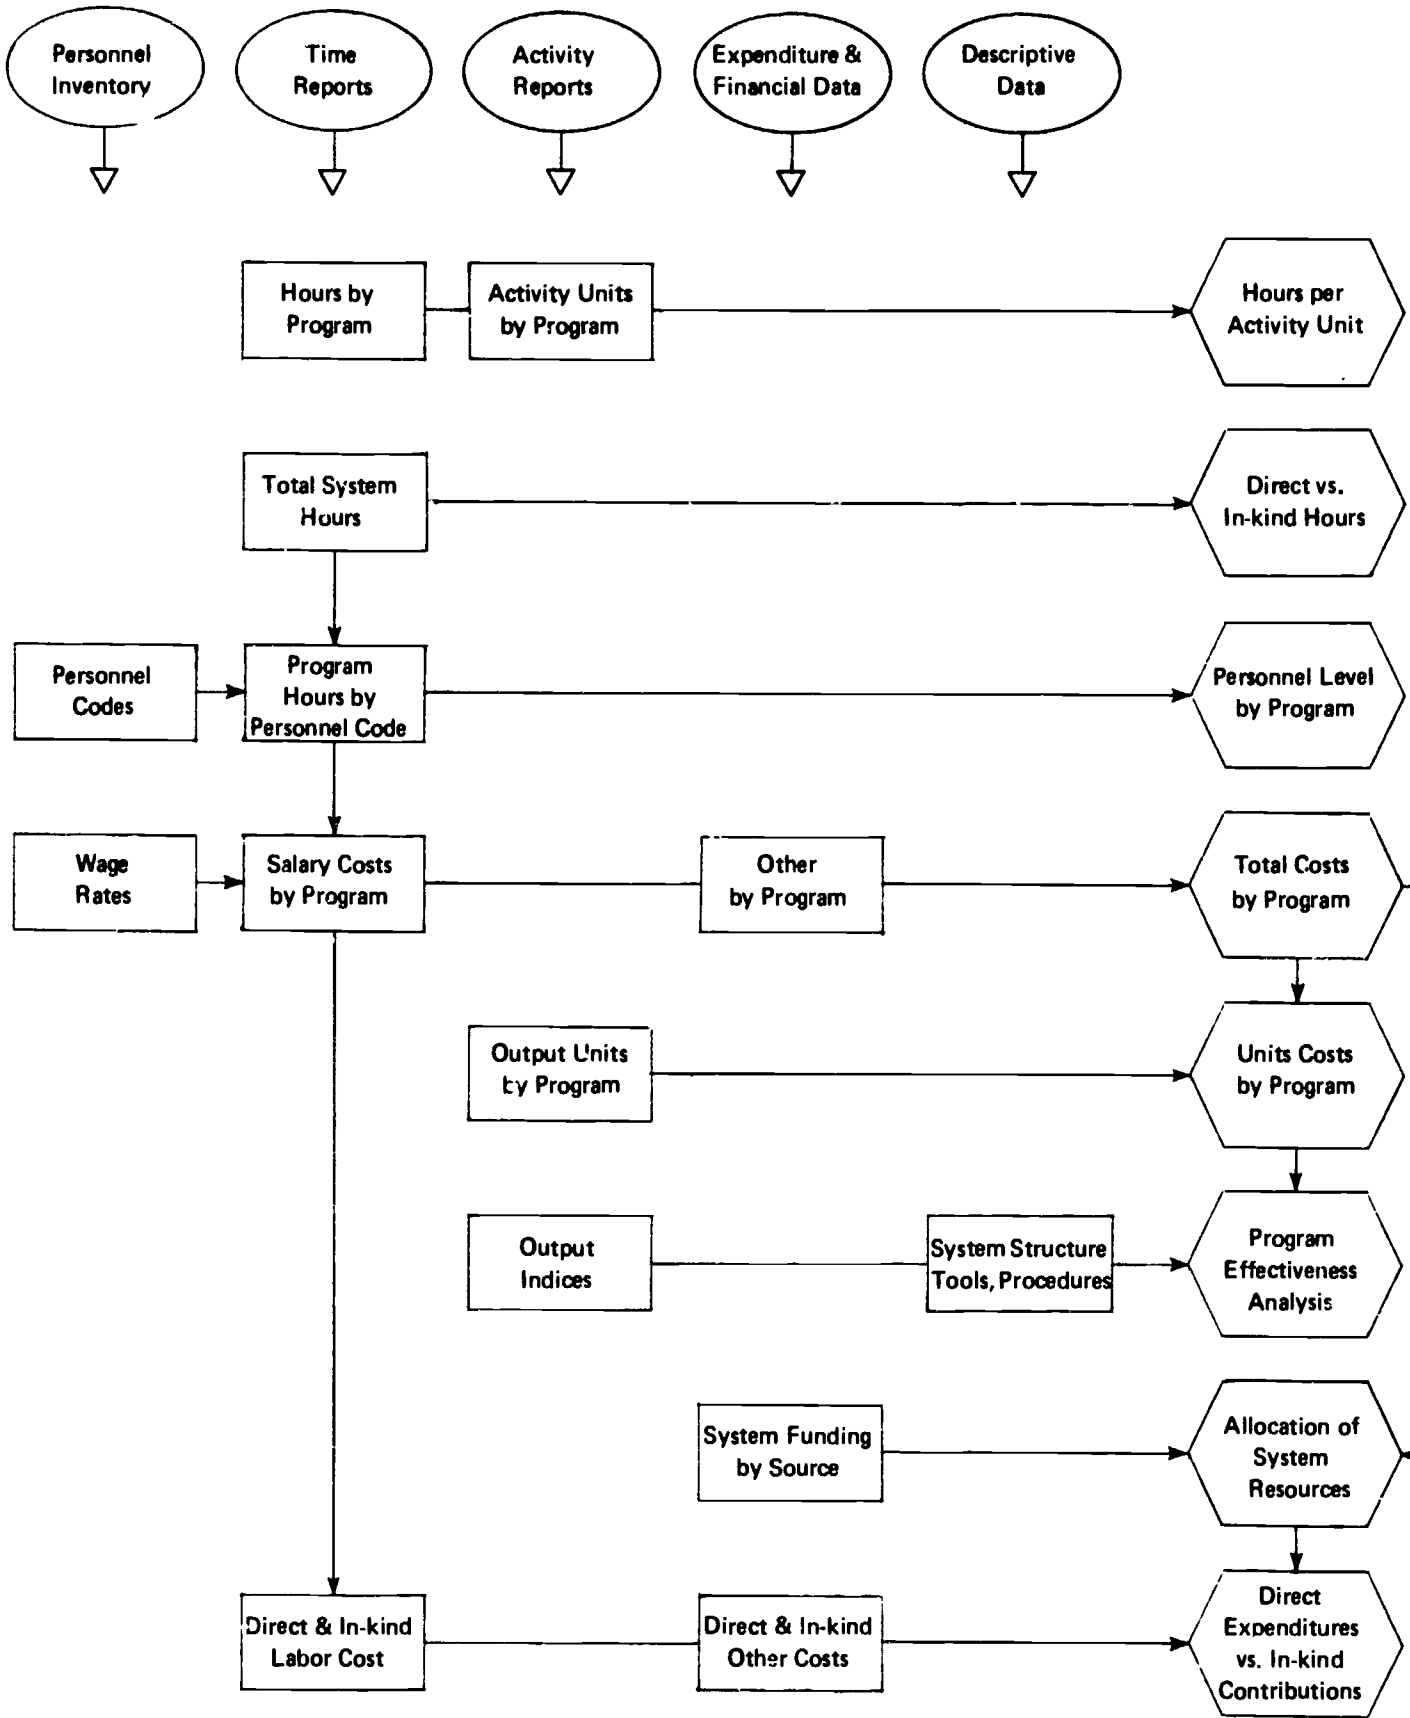 Personnel
Inventory
Time
Reports
Activity
Reports
Expenditure &
Financial Data
Descriptive
Data
Hours by
Program
Activity Units
by Program
Hours per
Activity Unit
Total System
Hours
Direct vs.
In-kind Hours
Personnel
Codes
Program
Hours by
Personnel Code
Personnel Level
by Program
Wage
Rates
Salary Costs
by Program
Other
by Program
Total Costs
by Program
Output Units
by Program
Units Costs
by Program
Output
Indices
System Structure
Tools, Procedures
Program
Effectiveness
Analysis
System Funding
by Source
Allocation of
System
Resources
Direct & In-kind
Labor Cost
Direct & In-kind
Other Costs
Direct
Expenditures
vs. In-kind
Contributions